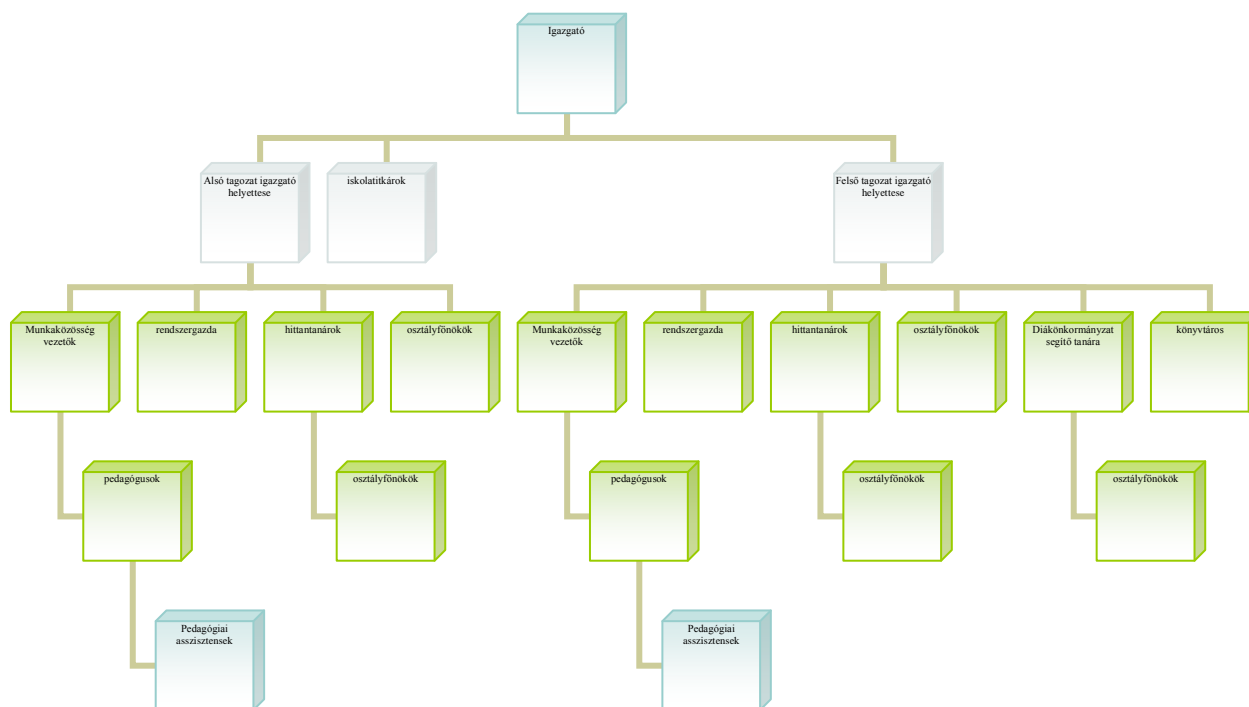 Igazgató
Alsó tagozat igazgató
helyettese
iskolatitkárok
Felső tagozat igazgató
helyettese
Munkaközösség
vezetők
rendszergazda
hittantanárok
osztályfőnökök
Munkaközösség
vezetők
rendszergazda
hittantanárok
osztályfőnökök
Diákönkormányzat
segítő tanára
könyvtáros
pedagógusok
osztályfőnökök
pedagógusok
osztályfőnökök
osztályfőnökök
Pedagógiai
asszisztensek
Pedagógiai
asszisztensek